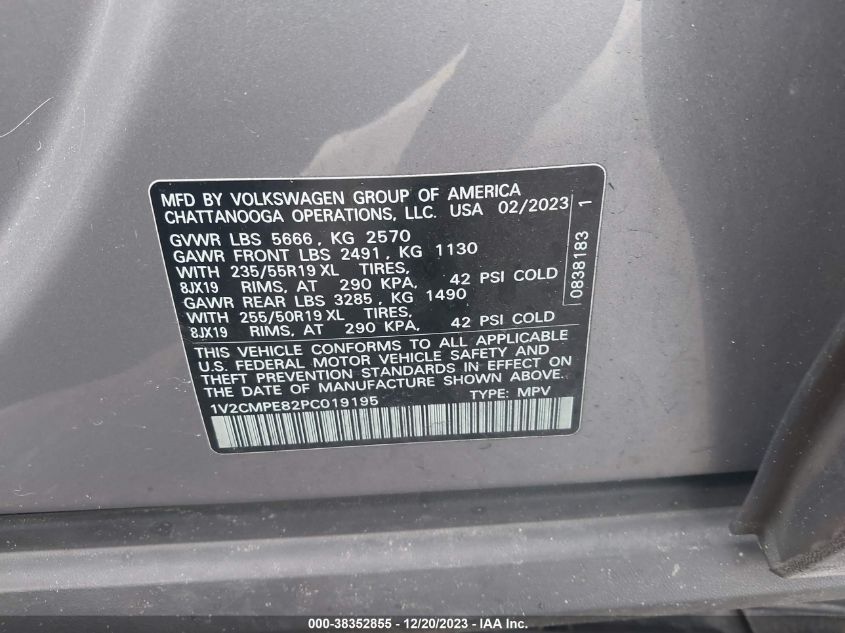 MFD BY VOLKSWAGEN GROUP OF AMERICA
CHATTANOOGA OPERATIONS, LLC. USA 02/2023
GVWR LBS 5666, KG 2570
GAWR FRONT LBS 2491, KG 1130
WITH 235/55R19 XL TIRES,
8JX19 RIMS, AT 290 KPA, 42 PSI COLD
GAWR REAR LBS 3285, KG 1490
WITH 255/50R19 XL TIRES,
8JX19 RIMS, AT 290 KPA, 42 PSI COLD
THIS VEHICLE CONFORMS TO ALL APPLICABLE
U.S. FEDERAL MOTOR VEHICLE SAFETY AND
THEFT PREVENTION STANDARDS IN EFFECT ON
THE DATE OF MANUFACTURE SHOWN ABOVE.
1V2CMPE82PC019195 TYPE: MPV
0838183 1
000-38352855 - 12/20/2023 - IAA Inc.